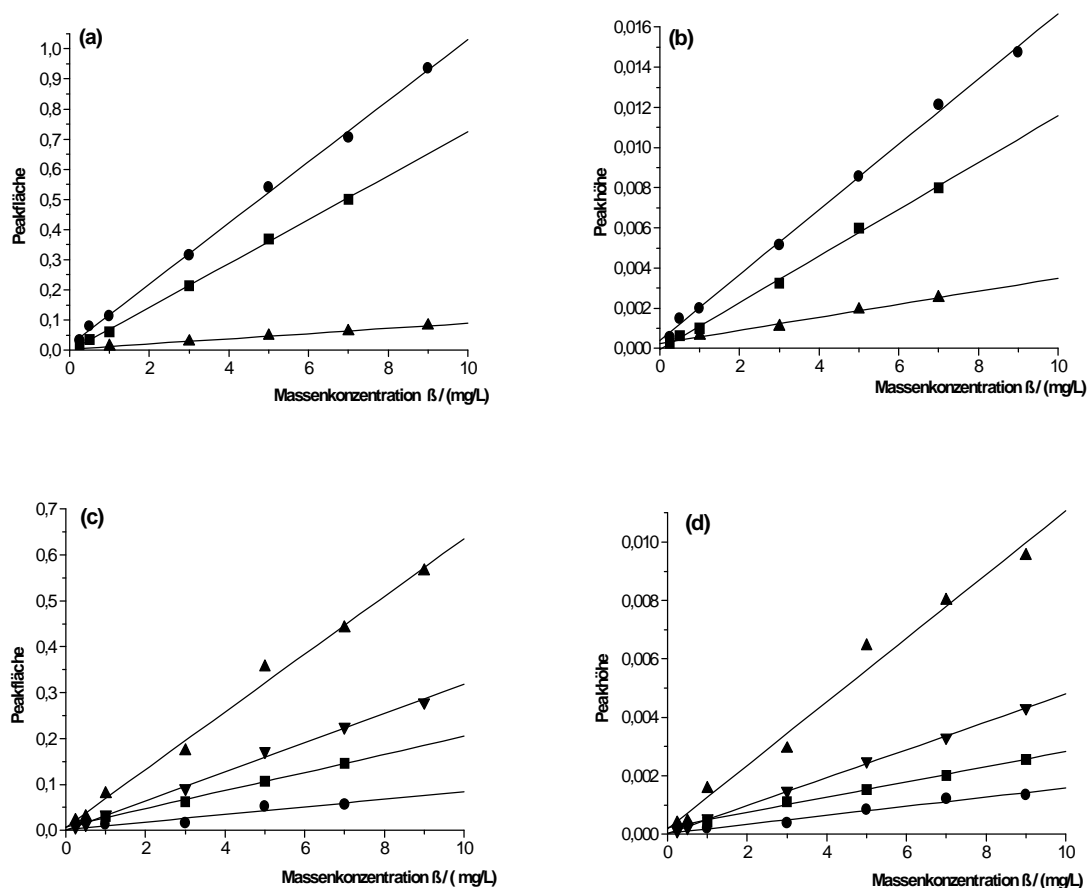 (a)
1,0
0,9
0,8
0,7
0,6
0,5
0,4
0,3
0,2
0,1
0,0
Peakfläche
0 2 4 6 8 10
Massenkonzentration ß / (mg/L)
(b)
0,016
0,014
0,012
0,010
0,008
0,006
0,004
0,002
0,000
Peakhöhe
0 2 4 6 8 10
Massenkonzentration ß / (mg/L)
(c)
0,7
0,6
0,5
0,4
0,3
0,2
0,1
0,0
Peakfläche
0 2 4 6 8 10
Massenkonzentration ß/ ( mg/L)
(d)
0,010
0,008
0,006
0,004
0,002
0,000
Peakhöhe
0 2 4 6 8 10
Massenkonzentration ß/ (mg/L)